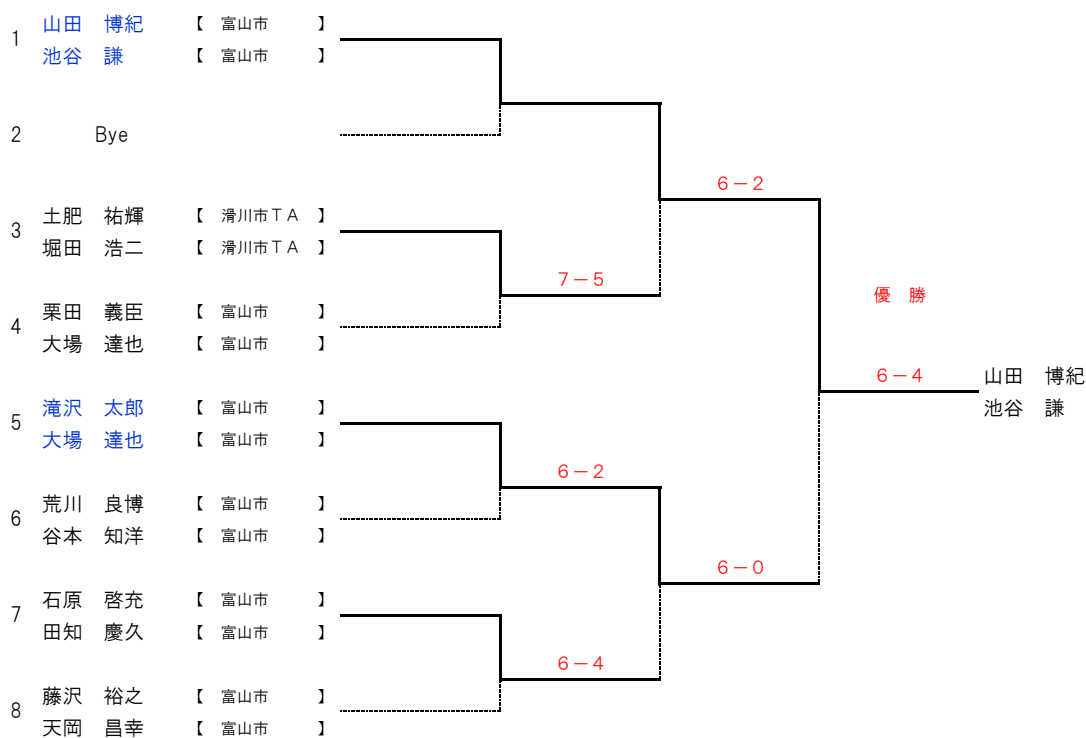 1 山田　博紀 【 富山市 】
池谷　謙 【 富山市 】
2 Bye
6－2
3 土肥　祐輝 【 滑川市ＴＡ 】
堀田　浩二 【 滑川市ＴＡ 】
7－5
優 勝
4 栗田　義臣 【 富山市 】
大場　達也 【 富山市 】
6－4 山田　博紀
池谷　謙
5 滝沢　太郎 【 富山市 】
大場　達也 【 富山市 】
6－2
6 荒川　良博 【 富山市 】
谷本　知洋 【 富山市 】
6－0
7 石原　啓充 【 富山市 】
田知　慶久 【 富山市 】
6－4
8 藤沢　裕之 【 富山市 】
天岡　昌幸 【 富山市 】